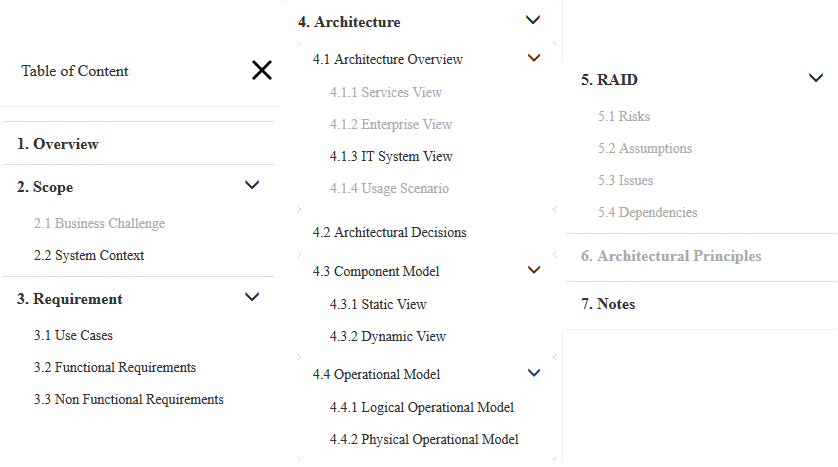 Table of Content
1. Overview
2. Scope
2.1 Business Challenge
2.2 System Context
3. Requirement
3.1 Use Cases
3.2 Functional Requirements
3.3 Non Functional Requirements
4. Architecture
4.1 Architecture Overview
4.1.1 Services View
4.1.2 Enterprise View
4.1.3 IT System View
4.1.4 Usage Scenario
4.2 Architectural Decisions
4.3 Component Model
4.3.1 Static View
4.3.2 Dynamic View
4.4 Operational Model
4.4.1 Logical Operational Model
4.4.2 Physical Operational Model
5. RAID
5.1 Risks
5.2 Assumptions
5.3 Issues
5.4 Dependencies
6. Architectural Principles
7. Notes